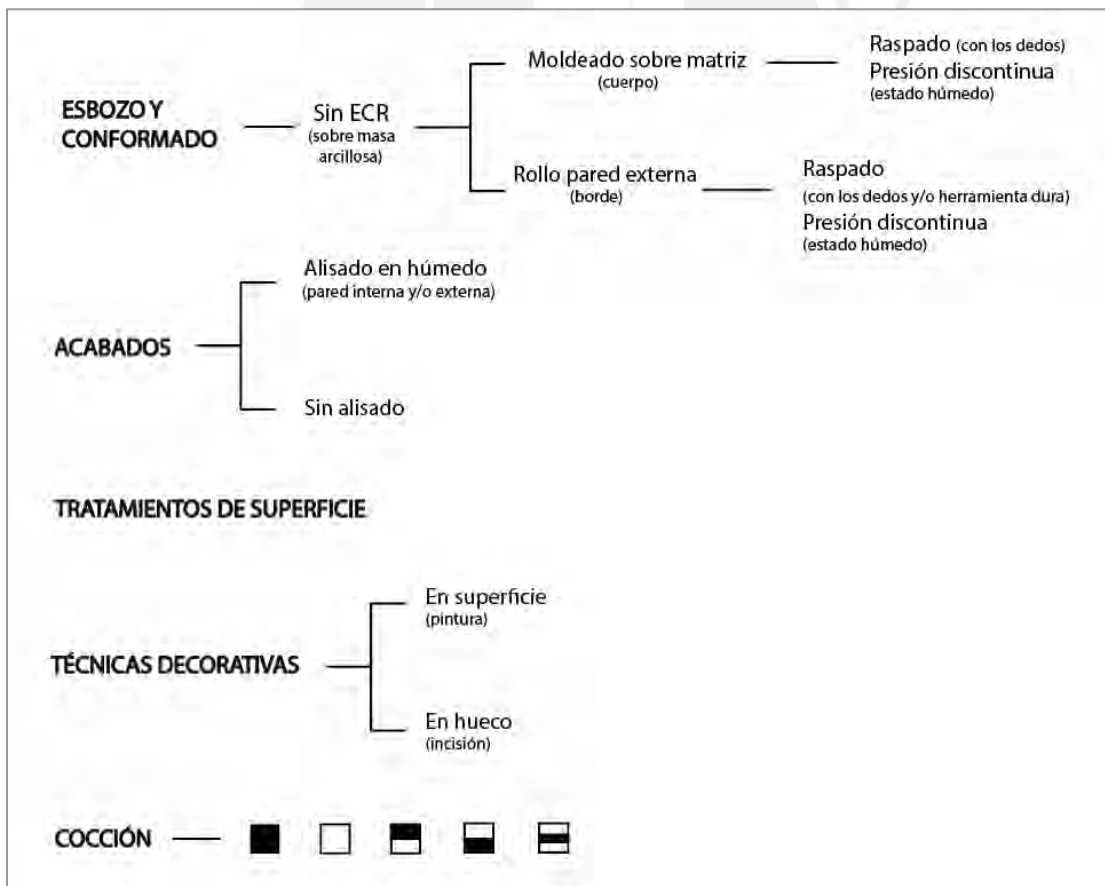 ESBOZO Y
CONFORMADO
Sin ECR
(sobre masa
arcillosa)
Moldeado sobre matriz
(cuerpo)
Raspado (con los dedos)
Presión discontinua
(estado húmedo)
Rollo pared externa
(borde)
Raspado
(con los dedos y/o herramienta dura)
Presión discontinua
(estado húmedo)
ACABADOS
Alisado en húmedo
(pared interna y/o externa)
Sin alisado
TRATAMIENTOS DE SUPERFICIE
TÉCNICAS DECORATIVAS
En superficie
(pintura)
En hueco
(incisión)
COCCIÓN